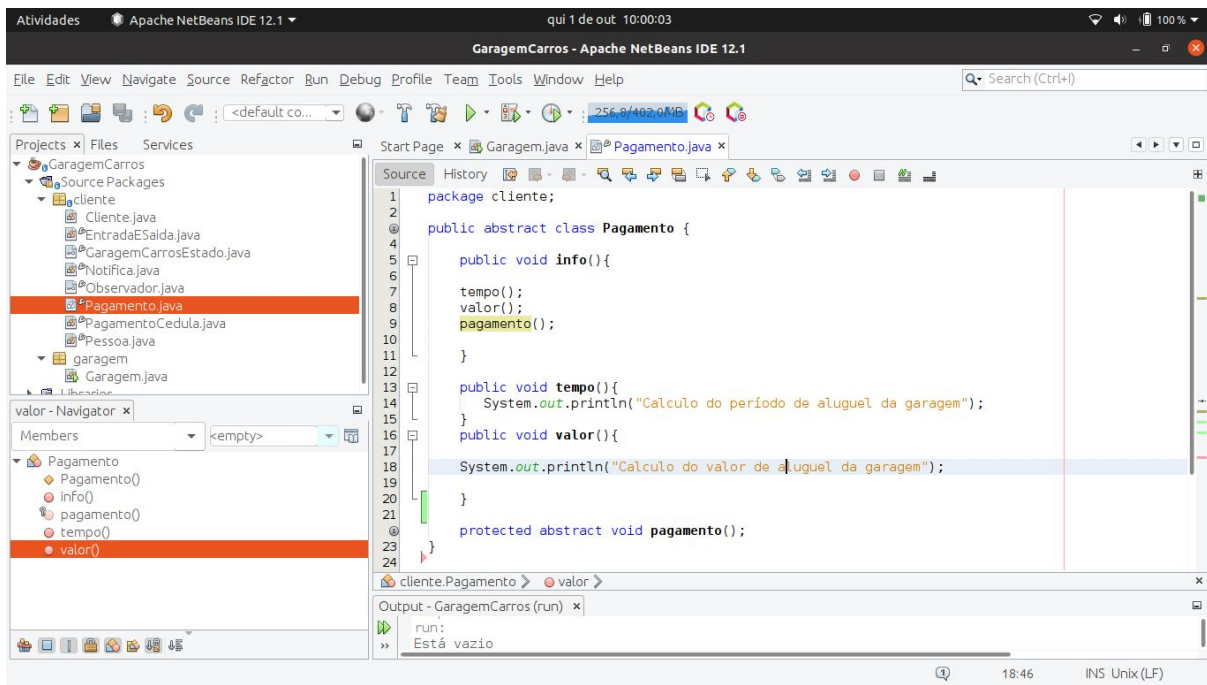 Atividades Apache NetBeans IDE 12.1 qui 1 de out 10:00:03 100 %
GaragemCarros - Apache NetBeans IDE 12.1
File Edit View Navigate Source Refactor Run Debug Profile Team Tools Window Help Search (Ctrl+I)
<default co... 256,8/402,0MB
Projects Files Services
GaragemCarros
Source Packages
cliente
Cliente.java
EntradaESaida.java
GaragemCarrosEstado.java
Notifica.java
Observador.java
Pagamento.java
PagamentoCedula.java
Pessoa.java
garagem
Garagem.java
Libraries
valor - Navigator
Members <empty>
Pagamento
Pagamento()
info()
pagamento()
tempo()
valor()
Start Page Garagem.java Pagamento.java
Source History
1 package cliente;
2
public abstract class Pagamento {
4
5 public void info(){
6
7 tempo();
8 valor();
9 pagamento();
10
11 }
12
13 public void tempo(){
14 System.out.println("Calculo do período de aluguel da garagem");
15 }
16 public void valor(){
17
18 System.out.println("Calculo do valor de aluguel da garagem");
19
20 }
21
protected abstract void pagamento();
23 }
24
cliente.Pagamento valor
Output - GaragemCarros (run)
run:
Está vazio
1 18:46 INS Unix (LF)